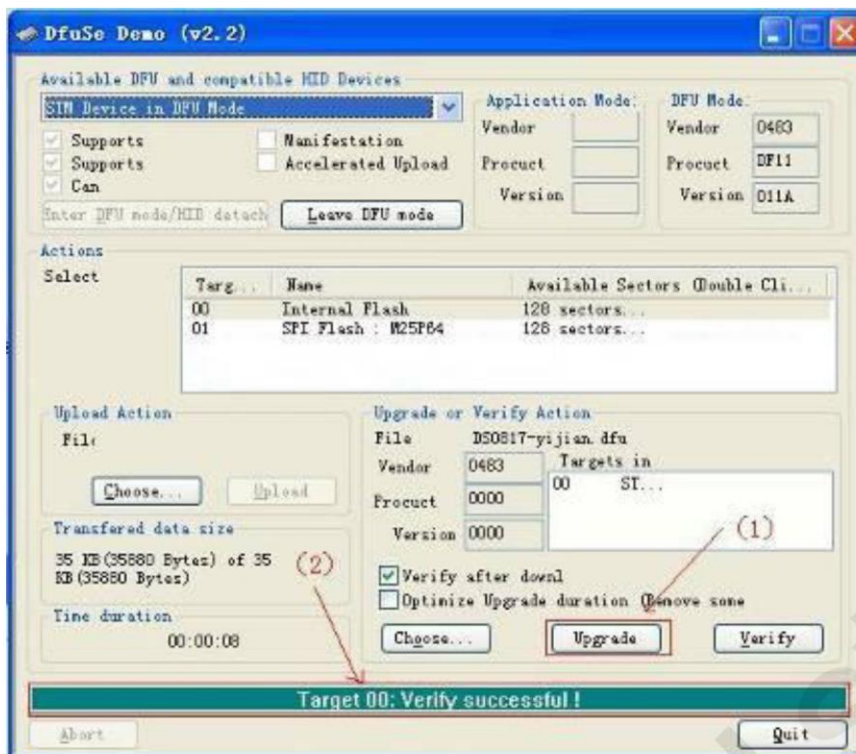 DfuSe Demo (v2.2)
Available DFU and compatible HID Devices
STM Device in DFU Mode
Supports
Manifestation
Supports
Accelerated Upload
Can
Enter DFU mode/HID detach
Leave DFU mode
Application Mode:
Vendor
Procuct
Version
DFU Mode:
Vendor 0483
Procuct DF11
Version 011A
Actions
Select
Targ... Name Available Sectors (Double Cli...
00 Internal Flash 128 sectors...
01 SPI Flash : M25P64 128 sectors...
Upload Action
File
Choose... Upload
Transfered data size
35 KB(35880 Bytes) of 35
KB(35880 Bytes)
Time duration
00:00:08
Upgrade or Verify Action
File DS0817-yijian.dfu
Vendor 0483
Procuct 0000
Version 0000
Targets in
00 ST...
(1)
(2)
Verify after downl
Optimize Upgrade duration (Remove some
Choose... Upgrade Verify
Target 00: Verify successful !
Abort Quit